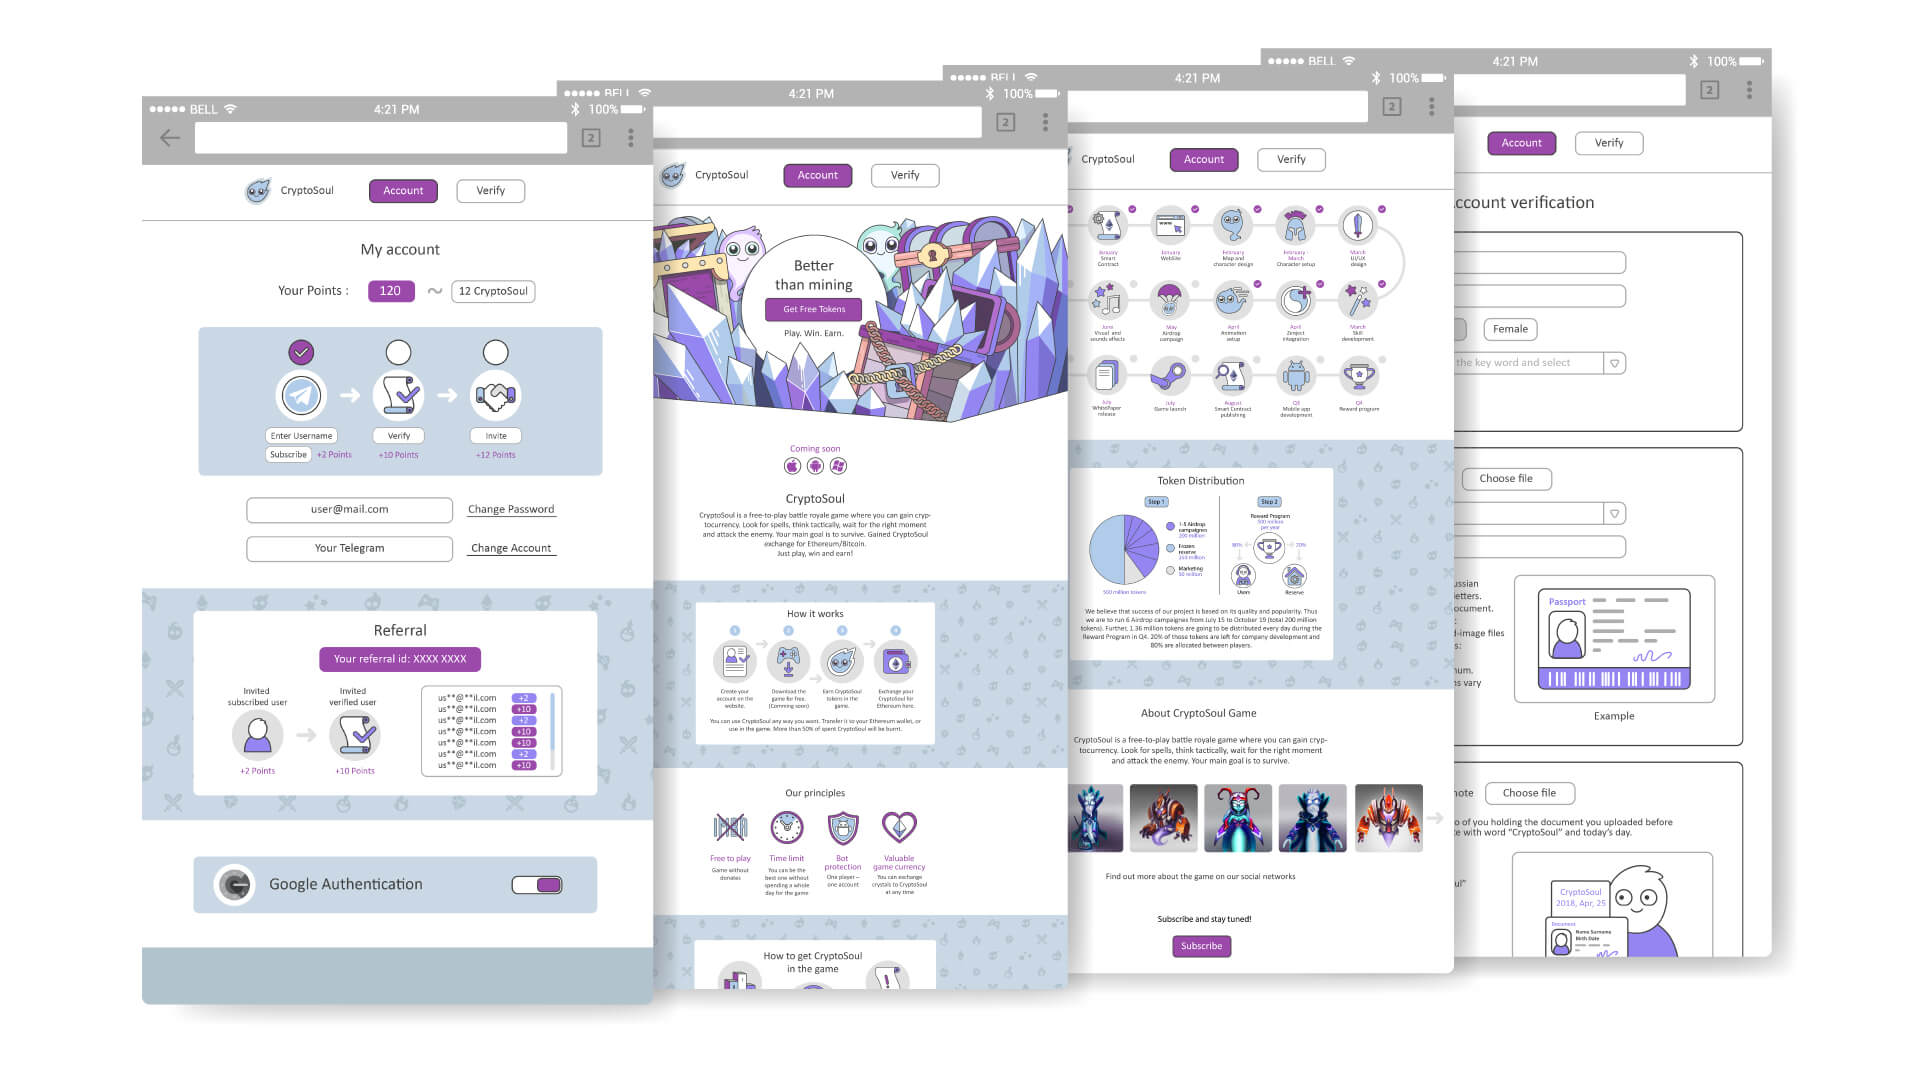 BELL
4:21 PM
100%
2
CryptoSoul
Account
Verify
My account
Your Points :
120
~
12 CryptoSoul
Enter Username
Verify
Invite
Subscribe
+2 Points
+10 Points
+12 Points
user@mail.com
Change Password
Your Telegram
Change Account
Referral
Your referral id: XXXX XXXX
Invited
subscribed user
Invited
verified user
+2 Points
+10 Points
us**@**il.com +2
us**@**il.com +10
us**@**il.com +2
us**@**il.com +10
us**@**il.com +10
us**@**il.com +2
us**@**il.com +10
Google Authentication
BELL
4:21 PM
100%
2
CryptoSoul
Account
Verify
Better
than mining
Get Free Tokens
Play. Win. Earn.
Coming soon
CryptoSoul
CryptoSoul is a free-to-play battle royale game where you can gain cryp-
tocurrency. Look for spells, think tactically, wait for the right moment
and attack the enemy. Your main goal is to survive. Gained CryptoSoul
exchange for Ethereum/Bitcoin.
Just play, win and earn!
How it works
1
2
3
4
Create your
account on the
website.
Download the
game for free.
(Comming soon)
Earn CryptoSoul
tokens in the
game.
Exchange your
CryptoSoul for
Ethereum here.
You can use CryptoSoul any way you want. Transfer it to your Ethereum wallet, or
use in the game. More than 50% of spent CryptoSoul will be burnt.
Our principles
IMBA
Free to play
Game without
donates
Time limit
You can be the
best one without
spending a whole
day for the game
Bot
protection
One player –
one account
Valuable
game currency
You can exchange
crystals to CryptoSoul
at any time
How to get CryptoSoul
in the game
BELL
4:21 PM
100%
2
CryptoSoul
Account
Verify
January
Smart
Contract
www
January
WebSite
February
Map and
character design
February -
March
Character setup
March
UI/UX
design
June
Visual and
sounds effects
May
Airdrop
campaign
April
Animation
setup
April
Zenject
integration
March
Skill
development
July
WhitePaper
release
July
Game launch
August
Smart Contract
publishing
Q3
Mobile app
development
Q4
Reward program
Token Distribution
Step 1
Step 2
1-5 Airdrop
campaignes
200 million
Frozen
reserve
250 million
Marketing
50 million
500 million tokens
Reward Program
500 million
per year
80%
20%
Users
Reserve
We believe that success of our project is based on its quality and popularity. Thus
we are to run 6 Airdrop campaignes from July 15 to October 19 (total 200 million
tokens). Further, 1.36 million tokens are going to be distributed every day during the
Reward Program in Q4. 20% of those tokens are left for company development and
80% are allocated between players.
About CryptoSoul Game
CryptoSoul is a free-to-play battle royale game where you can gain cryp-
tocurrency. Look for spells, think tactically, wait for the right moment
and attack the enemy. Your main goal is to survive.
Find out more about the game on our social networks
Subscribe and stay tuned!
Subscribe
BELL
4:21 PM
100%
2
Account
Verify
ccount verification
Female
the key word and select
Choose file
ussian
etters.
ocument.
:
d-image files
s:
num.
ns vary
Passport
Example
note
Choose file
o of you holding the document you uploaded before
e with word "CryptoSoul" and today's day.
ul"
CryptoSoul
2018, Apr, 25
Document
Name Surname
Birth Date